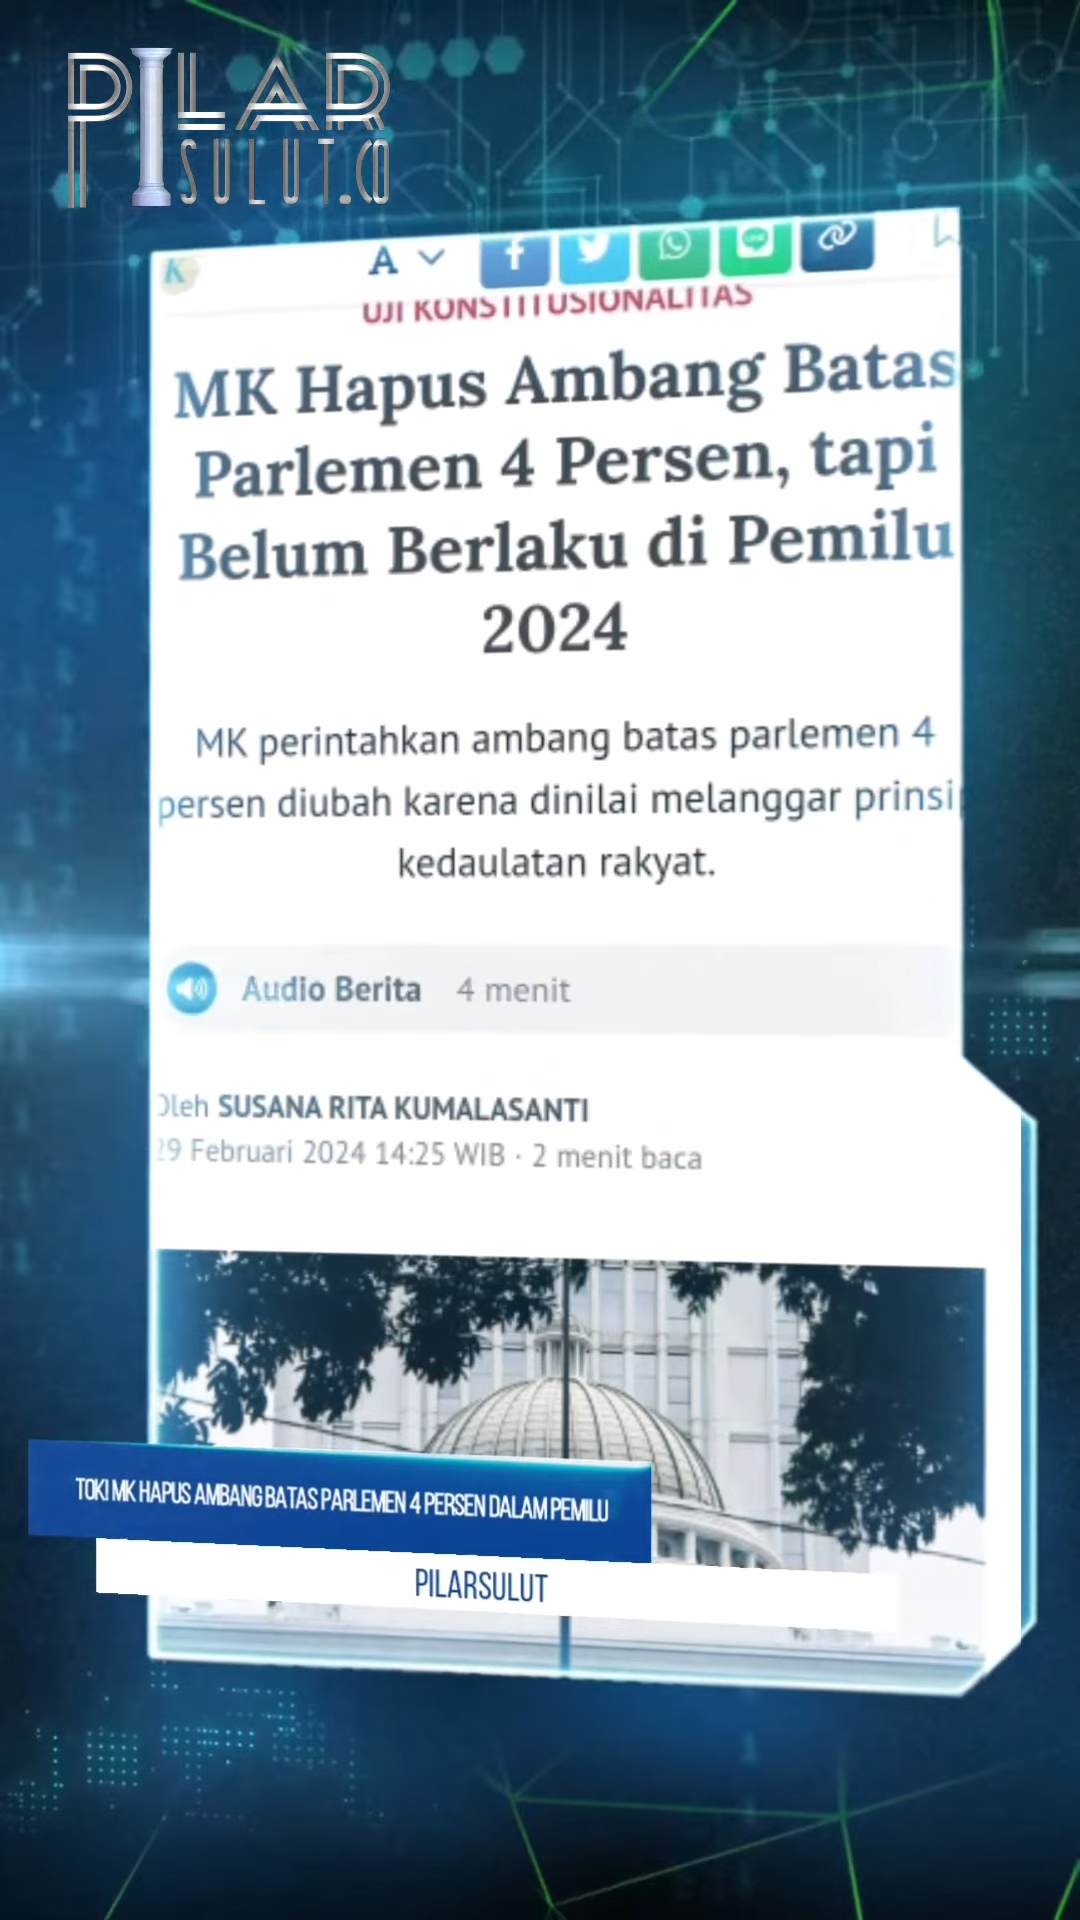 PILAR
SULUT.CO
K
A
LINE
UJI KONSTITUSIONALITAS
MK Hapus Ambang Batas
Parlemen 4 Persen, tapi
Belum Berlaku di Pemilu
2024
MK perintahkan ambang batas parlemen 4
persen diubah karena dinilai melanggar prinsip
kedaulatan rakyat.
Audio Berita 4 menit
Oleh SUSANA RITA KUMALASANTI
29 Februari 2024 14:25 WIB · 2 menit baca
TOK! MK HAPUS AMBANG BATAS PARLEMEN 4 PERSEN DALAM PEMILU
PILARSULUT